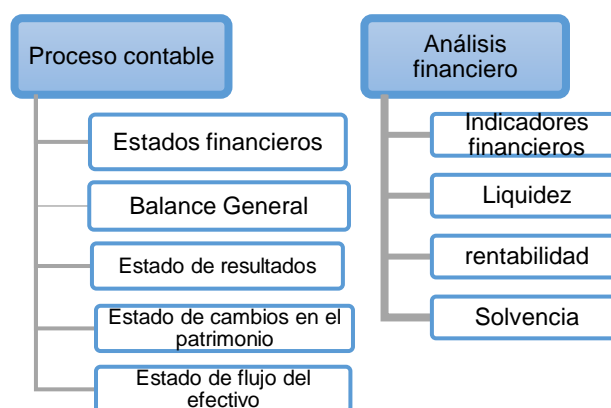 Proceso contable
Estados financieros
Balance General
Estado de resultados
Estado de cambios en el
patrimonio
Estado de flujo del
efectivo
Análisis
financiero
Indicadores
financieros
Liquidez
rentabilidad
Solvencia